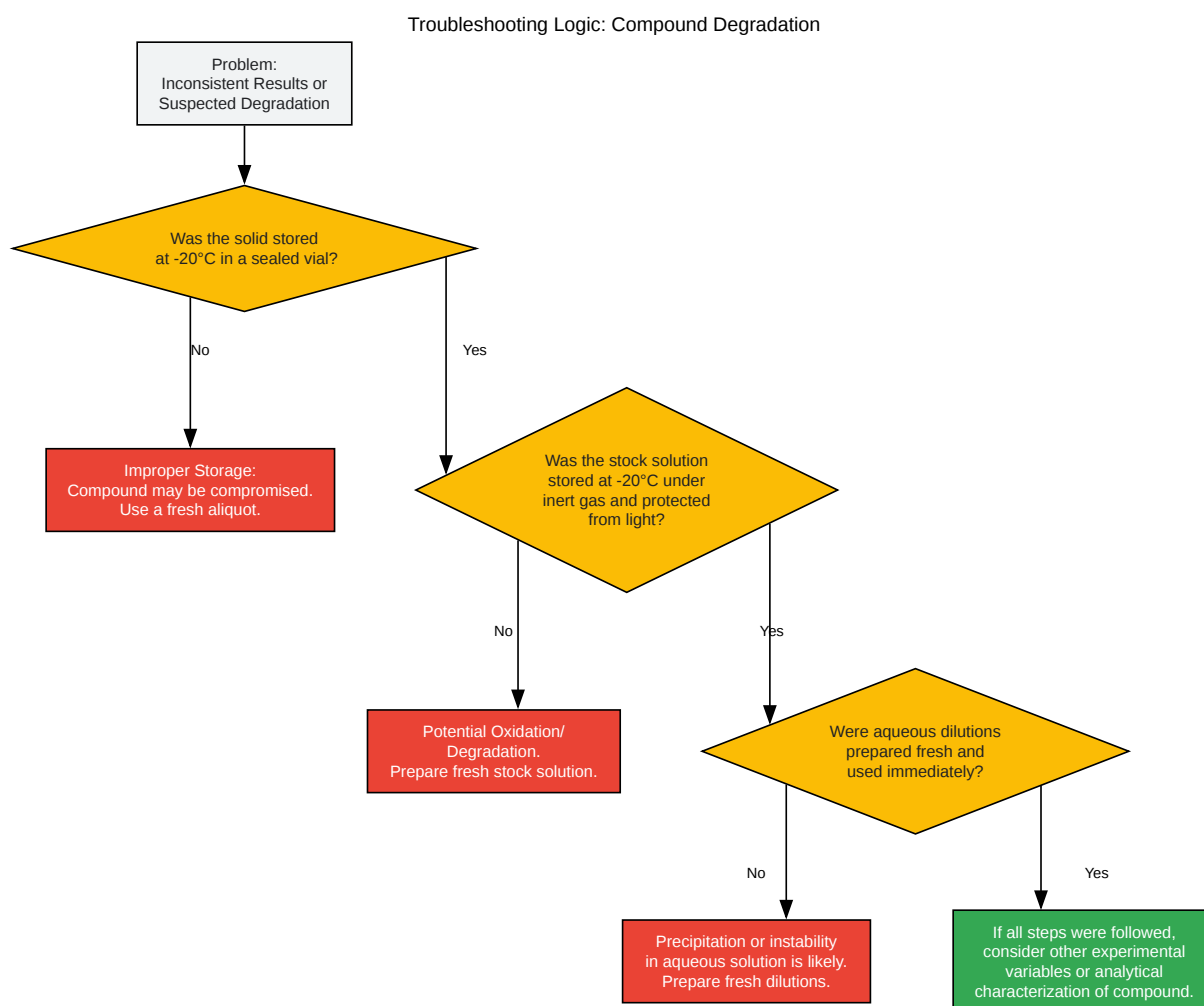 Troubleshooting Logic: Compound Degradation
Problem:
Inconsistent Results or
Suspected Degradation
Was the solid stored
at -20°C in a sealed vial?
No
Yes
Improper Storage:
Compound may be compromised.
Use a fresh aliquot.
Was the stock solution
stored at -20°C under
inert gas and protected
from light?
No
Yes
Potential Oxidation/
Degradation.
Prepare fresh stock solution.
Were aqueous dilutions
prepared fresh and
used immediately?
No
Yes
Precipitation or instability
in aqueous solution is likely.
Prepare fresh dilutions.
If all steps were followed,
consider other experimental
variables or analytical
characterization of compound.